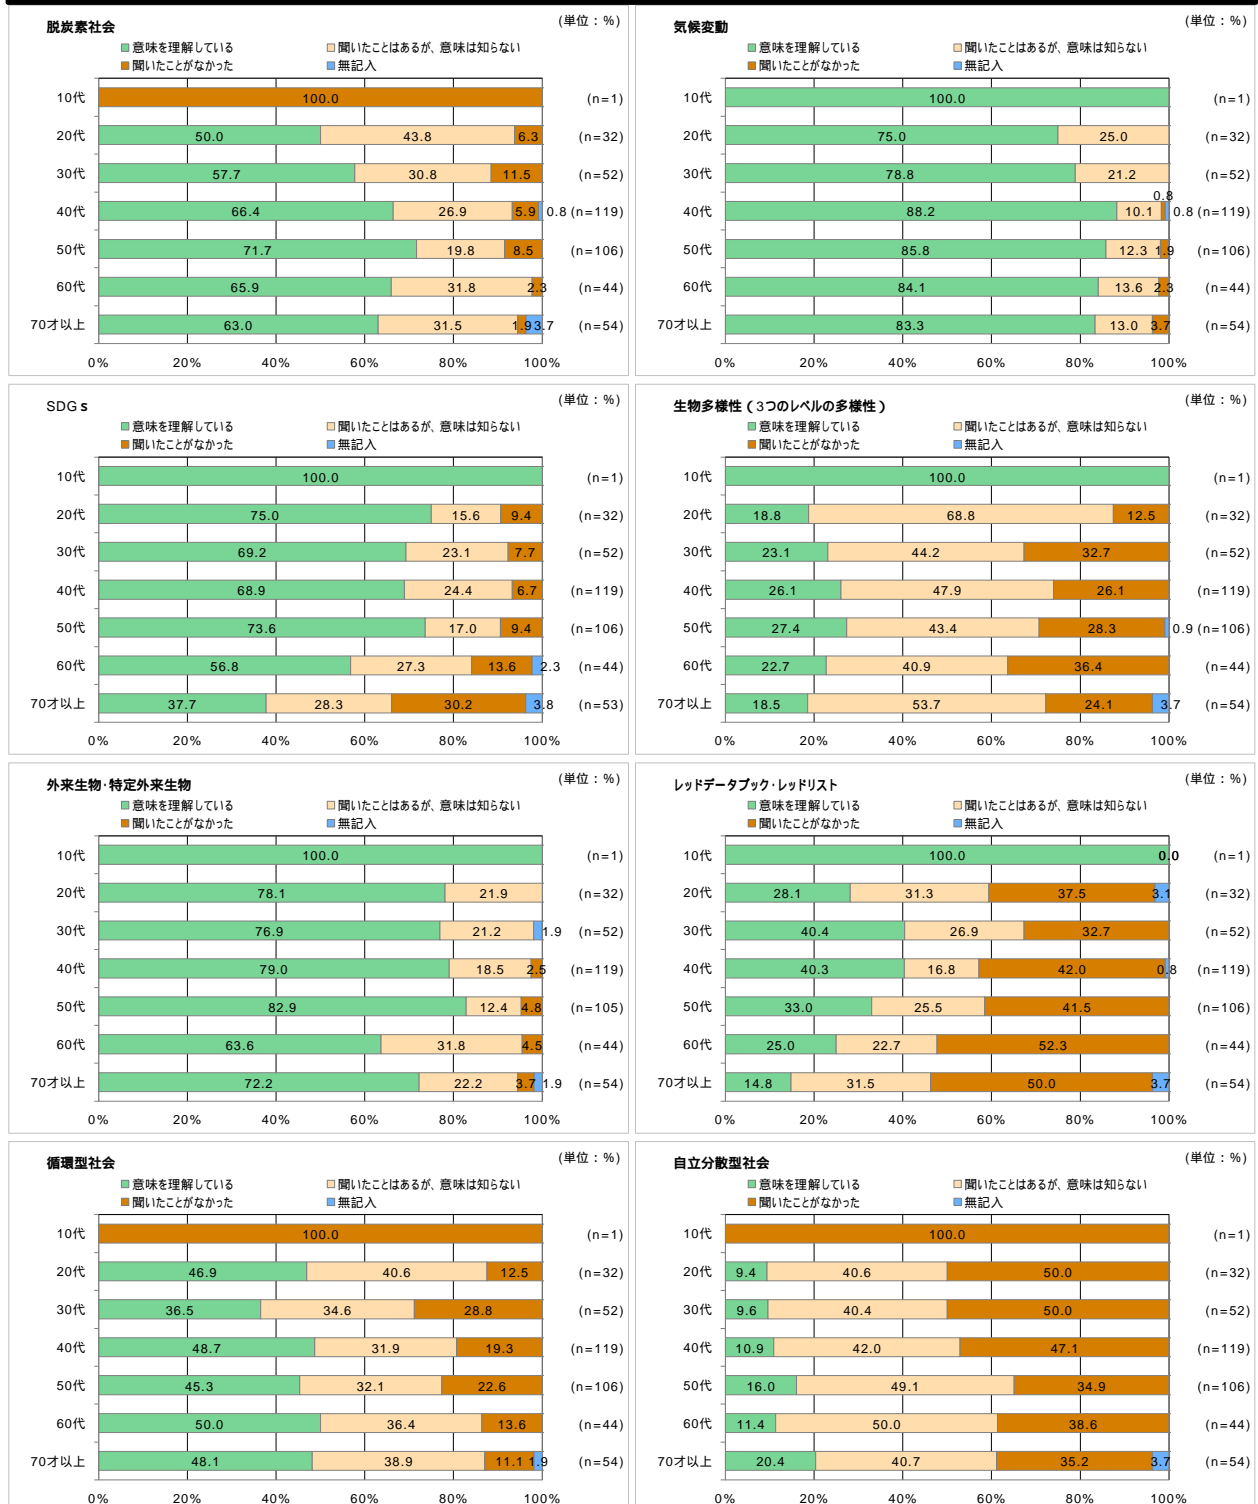 脱炭素社会
(単位：%)
■意味を理解している ■聞いたことはあるが、意味は知らない
■聞いたことがなかった ■無記入
10代 100.0 (n=1)
20代 50.0 43.8 6.3 (n=32)
30代 57.7 30.8 11.5 (n=52)
40代 66.4 26.9 5.9 0.8 (n=119)
50代 71.7 19.8 8.5 (n=106)
60代 65.9 31.8 2.3 (n=44)
70才以上 63.0 31.5 1.9 3.7 (n=54)
0% 20% 40% 60% 80% 100%
気候変動
(単位：%)
■意味を理解している ■聞いたことはあるが、意味は知らない
■聞いたことがなかった ■無記入
10代 100.0 (n=1)
20代 75.0 25.0 (n=32)
30代 78.8 21.2 (n=52)
0.8
40代 88.2 10.1 0.8 (n=119)
50代 85.8 12.3 1.9 (n=106)
60代 84.1 13.6 2.3 (n=44)
70才以上 83.3 13.0 3.7 (n=54)
0% 20% 40% 60% 80% 100%
SDGs
(単位：%)
■意味を理解している ■聞いたことはあるが、意味は知らない
■聞いたことがなかった ■無記入
10代 100.0 (n=1)
20代 75.0 15.6 9.4 (n=32)
30代 69.2 23.1 7.7 (n=52)
40代 68.9 24.4 6.7 (n=119)
50代 73.6 17.0 9.4 (n=106)
60代 56.8 27.3 13.6 2.3 (n=44)
70才以上 37.7 28.3 30.2 3.8 (n=53)
0% 20% 40% 60% 80% 100%
生物多様性（3つのレベルの多様性）
(単位：%)
■意味を理解している ■聞いたことはあるが、意味は知らない
■聞いたことがなかった ■無記入
10代 100.0 (n=1)
20代 18.8 68.8 12.5 (n=32)
30代 23.1 44.2 32.7 (n=52)
40代 26.1 47.9 26.1 (n=119)
50代 27.4 43.4 28.3 0.9 (n=106)
60代 22.7 40.9 36.4 (n=44)
70才以上 18.5 53.7 24.1 3.7 (n=54)
0% 20% 40% 60% 80% 100%
外来生物・特定外来生物
(単位：%)
■意味を理解している ■聞いたことはあるが、意味は知らない
■聞いたことがなかった ■無記入
10代 100.0 (n=1)
20代 78.1 21.9 (n=32)
30代 76.9 21.2 1.9 (n=52)
40代 79.0 18.5 2.5 (n=119)
50代 82.9 12.4 4.8 (n=105)
60代 63.6 31.8 4.5 (n=44)
70才以上 72.2 22.2 3.7 1.9 (n=54)
0% 20% 40% 60% 80% 100%
レッドデータブック・レッドリスト
(単位：%)
■意味を理解している ■聞いたことはあるが、意味は知らない
■聞いたことがなかった ■無記入
10代 100.0 0.0 (n=1)
20代 28.1 31.3 37.5 3.1 (n=32)
30代 40.4 26.9 32.7 (n=52)
40代 40.3 16.8 42.0 0.8 (n=119)
50代 33.0 25.5 41.5 (n=106)
60代 25.0 22.7 52.3 (n=44)
70才以上 14.8 31.5 50.0 3.7 (n=54)
0% 20% 40% 60% 80% 100%
循環型社会
(単位：%)
■意味を理解している ■聞いたことはあるが、意味は知らない
■聞いたことがなかった ■無記入
10代 100.0 (n=1)
20代 46.9 40.6 12.5 (n=32)
30代 36.5 34.6 28.8 (n=52)
40代 48.7 31.9 19.3 (n=119)
50代 45.3 32.1 22.6 (n=106)
60代 50.0 36.4 13.6 (n=44)
70才以上 48.1 38.9 11.1 1.9 (n=54)
0% 20% 40% 60% 80% 100%
自立分散型社会
(単位：%)
■意味を理解している ■聞いたことはあるが、意味は知らない
■聞いたことがなかった ■無記入
10代 100.0 (n=1)
20代 9.4 40.6 50.0 (n=32)
30代 9.6 40.4 50.0 (n=52)
40代 10.9 42.0 47.1 (n=119)
50代 16.0 49.1 34.9 (n=106)
60代 11.4 50.0 38.6 (n=44)
70才以上 20.4 40.7 35.2 3.7 (n=54)
0% 20% 40% 60% 80% 100%